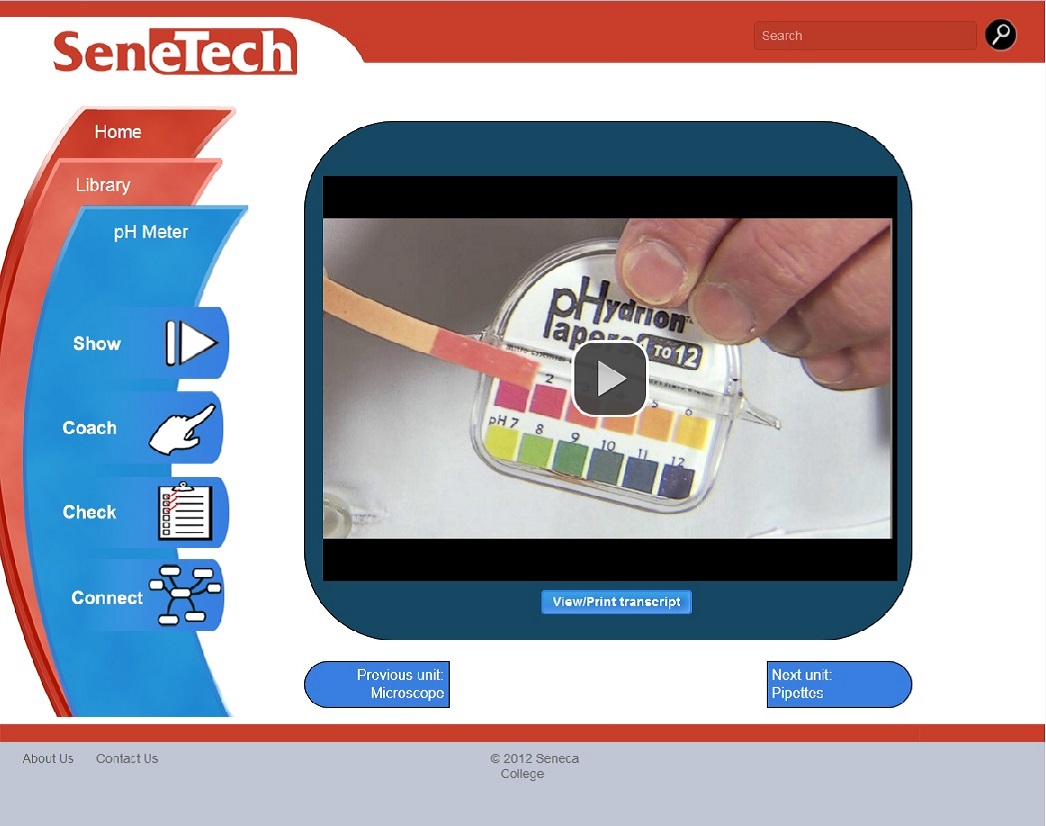 SeneTech
Search
Home
Library
pH Meter
Show
Coach
Check
Connect
pHydrion
TO 12
2
6
pH 7 8 9 10 11 12
View/Print transcript
Previous unit:
Microscope
Next unit:
Pipettes
About Us
Contact Us
© 2012 Seneca
College